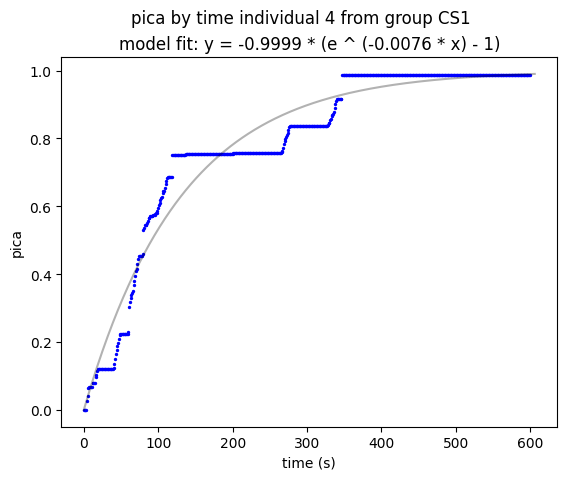 pica by time individual 4 from group CS1
model fit: y = -0.9999 * (e ^ (-0.0076 * x) - 1)
1.0
0.8
0.6
0.4
0.2
0.0
pica
0 100 200 300 400 500 600
time (s)